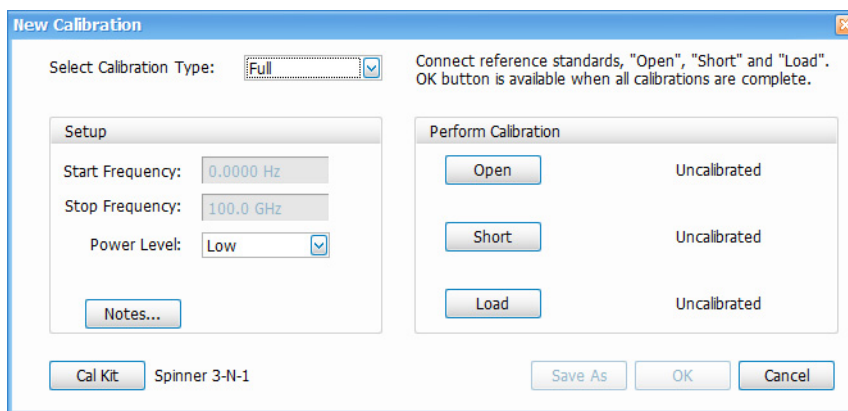 New Calibration
Select Calibration Type: Full
Connect reference standards, "Open", "Short" and "Load".
OK button is available when all calibrations are complete.
Setup
Start Frequency: 0.0000 Hz
Stop Frequency: 100.0 GHz
Power Level: Low
Notes...
Perform Calibration
Open Uncalibrated
Short Uncalibrated
Load Uncalibrated
Cal Kit Spinner 3-N-1
Save As OK Cancel